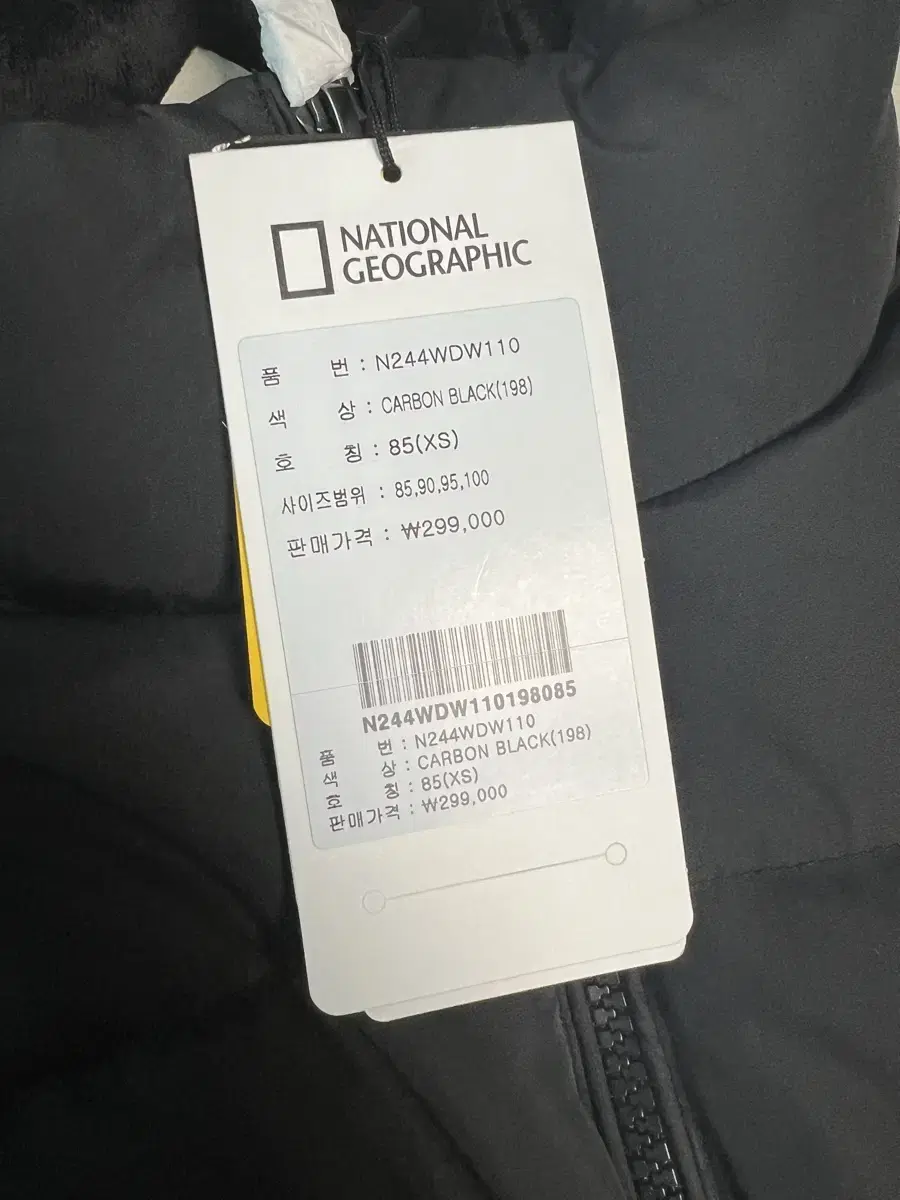 NATIONAL
GEOGRAPHIC
품 번 : N244WDW110
색 상 : CARBON BLACK(198)
호 칭 : 85(XS)
사이즈범위 : 85,90,95,100
판매가격 : ₩299,000
N244WDW110198085
품 번 : N244WDW110
색 상 : CARBON BLACK(198)
호 칭 : 85(XS)
판매가격 : ₩299,000